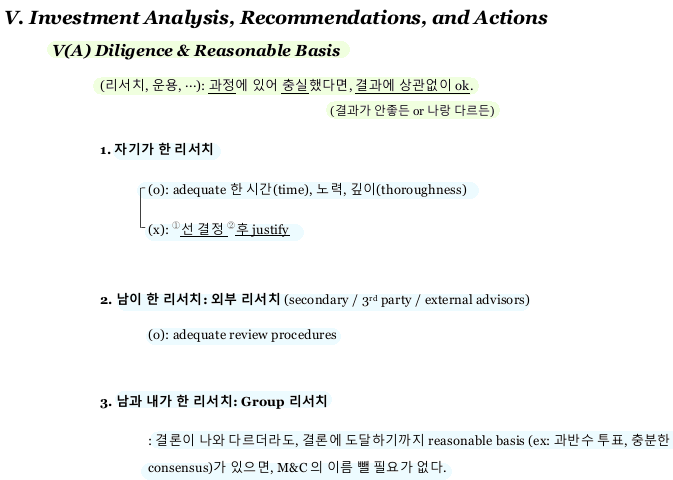 V. Investment Analysis, Recommendations, and Actions
V(A) Diligence & Reasonable Basis
(리서치, 운용, …): 과정에 있어 충실했다면, 결과에 상관없이 ok.
(결과가 안좋든 or 나랑 다르든)
1. 자기가 한 리서치
(o): adequate 한 시간(time), 노력, 깊이(thoroughness)
(x): ①선 결정 ②후 justify
2. 남이 한 리서치: 외부 리서치 (secondary / 3rd party / external advisors)
(o): adequate review procedures
3. 남과 내가 한 리서치: Group 리서치
: 결론이 나와 다르더라도, 결론에 도달하기까지 reasonable basis (ex: 과반수 투표, 충분한
consensus)가 있으면, M&C 의 이름 뺄 필요가 없다.